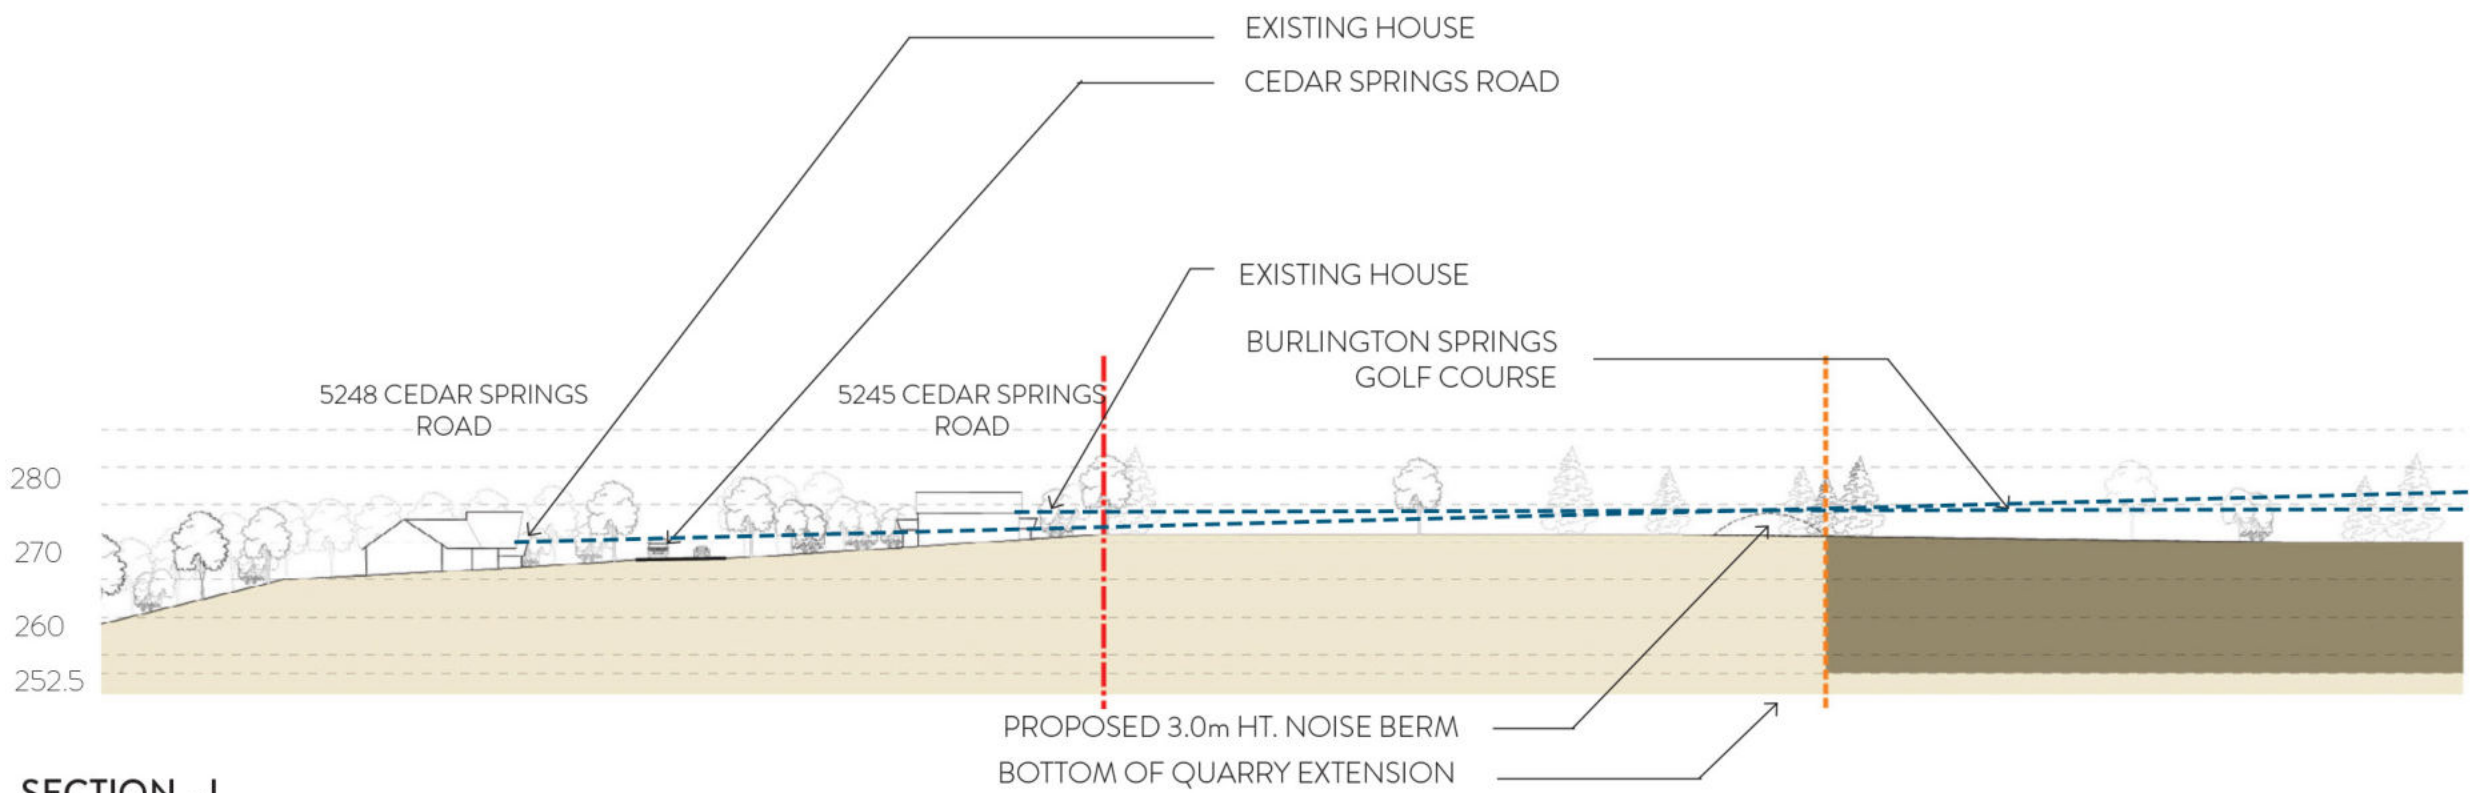 EXISTING HOUSE
CEDAR SPRINGS ROAD
EXISTING HOUSE
BURLINGTON SPRINGS
GOLF COURSE
5248 CEDAR SPRINGS
ROAD
5245 CEDAR SPRINGS
ROAD
280
270
260
252.5
PROPOSED 3.0m HT. NOISE BERM
BOTTOM OF QUARRY EXTENSION
SECTION